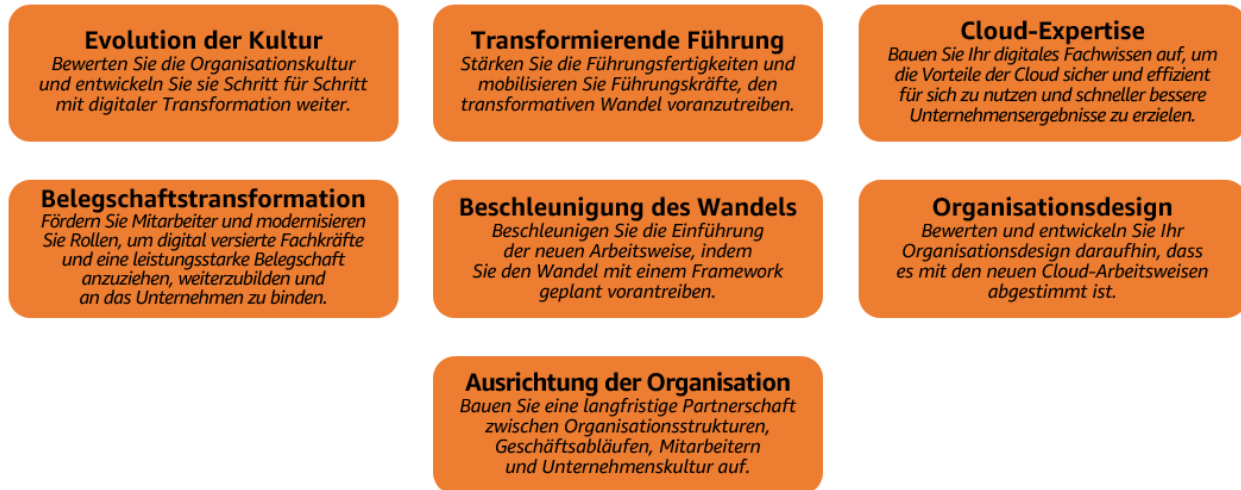 Evolution der Kultur
Bewerten Sie die Organisationskultur
und entwickeln Sie sie Schritt für Schritt
mit digitaler Transformation weiter.
Transformierende Führung
Stärken Sie die Führungsfertigkeiten und
mobilisieren Sie Führungskräfte, den
transformativen Wandel voranzutreiben.
Cloud-Expertise
Bauen Sie Ihr digitales Fachwissen auf, um
die Vorteile der Cloud sicher und effizient
für sich zu nutzen und schneller bessere
Unternehmensergebnisse zu erzielen.
Belegschaftstransformation
Fördern Sie Mitarbeiter und modernisieren
Sie Rollen, um digital versierte Fachkräfte
und eine leistungsstarke Belegschaft
anzuziehen, weiterzubilden und
an das Unternehmen zu binden.
Beschleunigung des Wandels
Beschleunigen Sie die Einführung
der neuen Arbeitsweise, indem
Sie den Wandel mit einem Framework
geplant vorantreiben.
Organisationsdesign
Bewerten und entwickeln Sie Ihr
Organisationsdesign daraufhin, dass
es mit den neuen Cloud-Arbeitsweisen
abgestimmt ist.
Ausrichtung der Organisation
Bauen Sie eine langfristige Partnerschaft
zwischen Organisationsstrukturen,
Geschäftsabläufen, Mitarbeitern
und Unternehmenskultur auf.